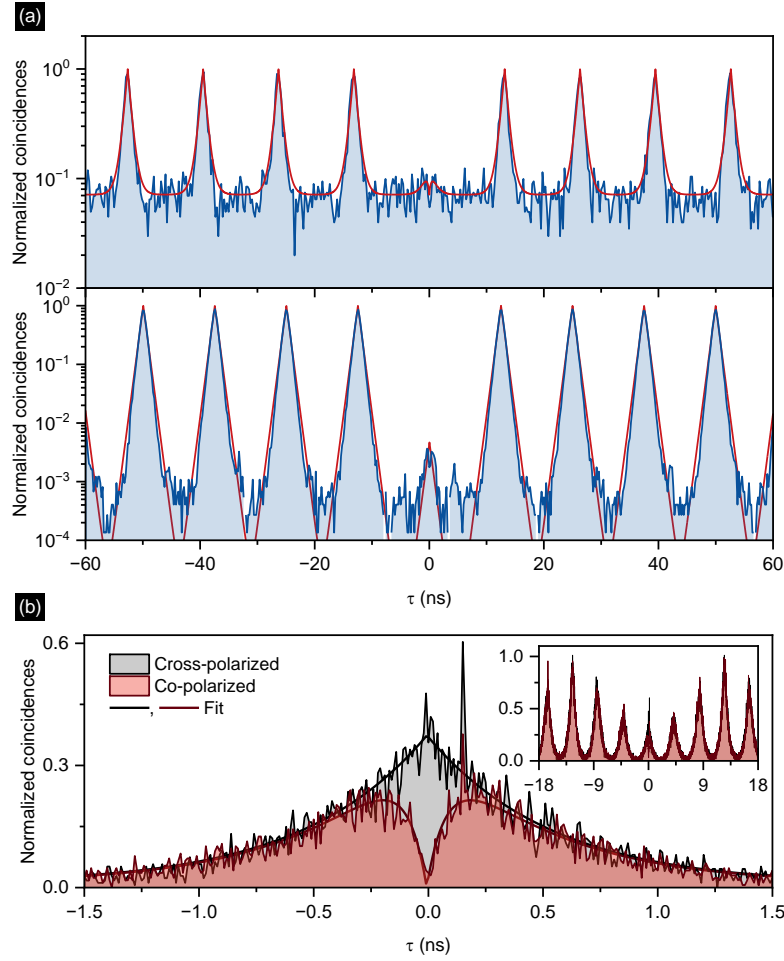 (a)
Normalized coincidences
10⁰
10⁻¹
10⁻²
Normalized coincidences
10⁰
10⁻¹
10⁻²
10⁻³
10⁻⁴
−60 −40 −20 0 20 40 60
τ (ns)
(b)
Normalized coincidences
0.6
0.3
0.0
Cross-polarized
Co-polarized
, Fit
1.0
0.5
0.0
−18 −9 0 9 18
−1.5 −1.0 −0.5 0.0 0.5 1.0 1.5
τ (ns)